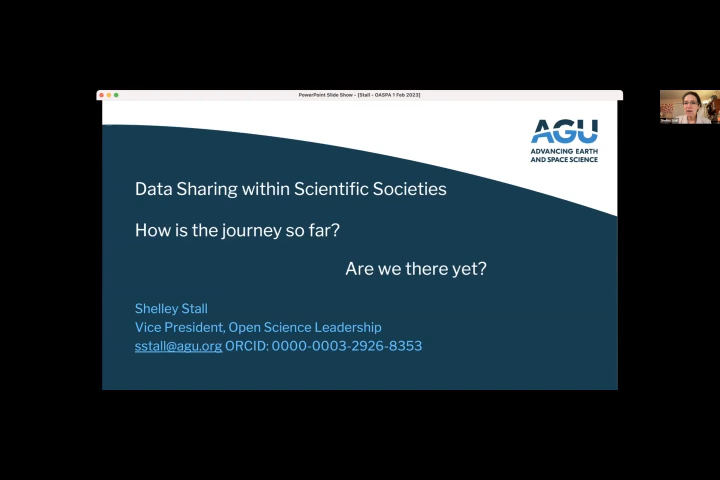 PowerPoint Slide Show - [Stall - OASPA 1 Feb 2023]
AGU
ADVANCING EARTH
AND SPACE SCIENCE
Data Sharing within Scientific Societies
How is the journey so far?
Are we there yet?
Shelley Stall
Vice President, Open Science Leadership
sstall@agu.org ORCID: 0000-0003-2926-8353